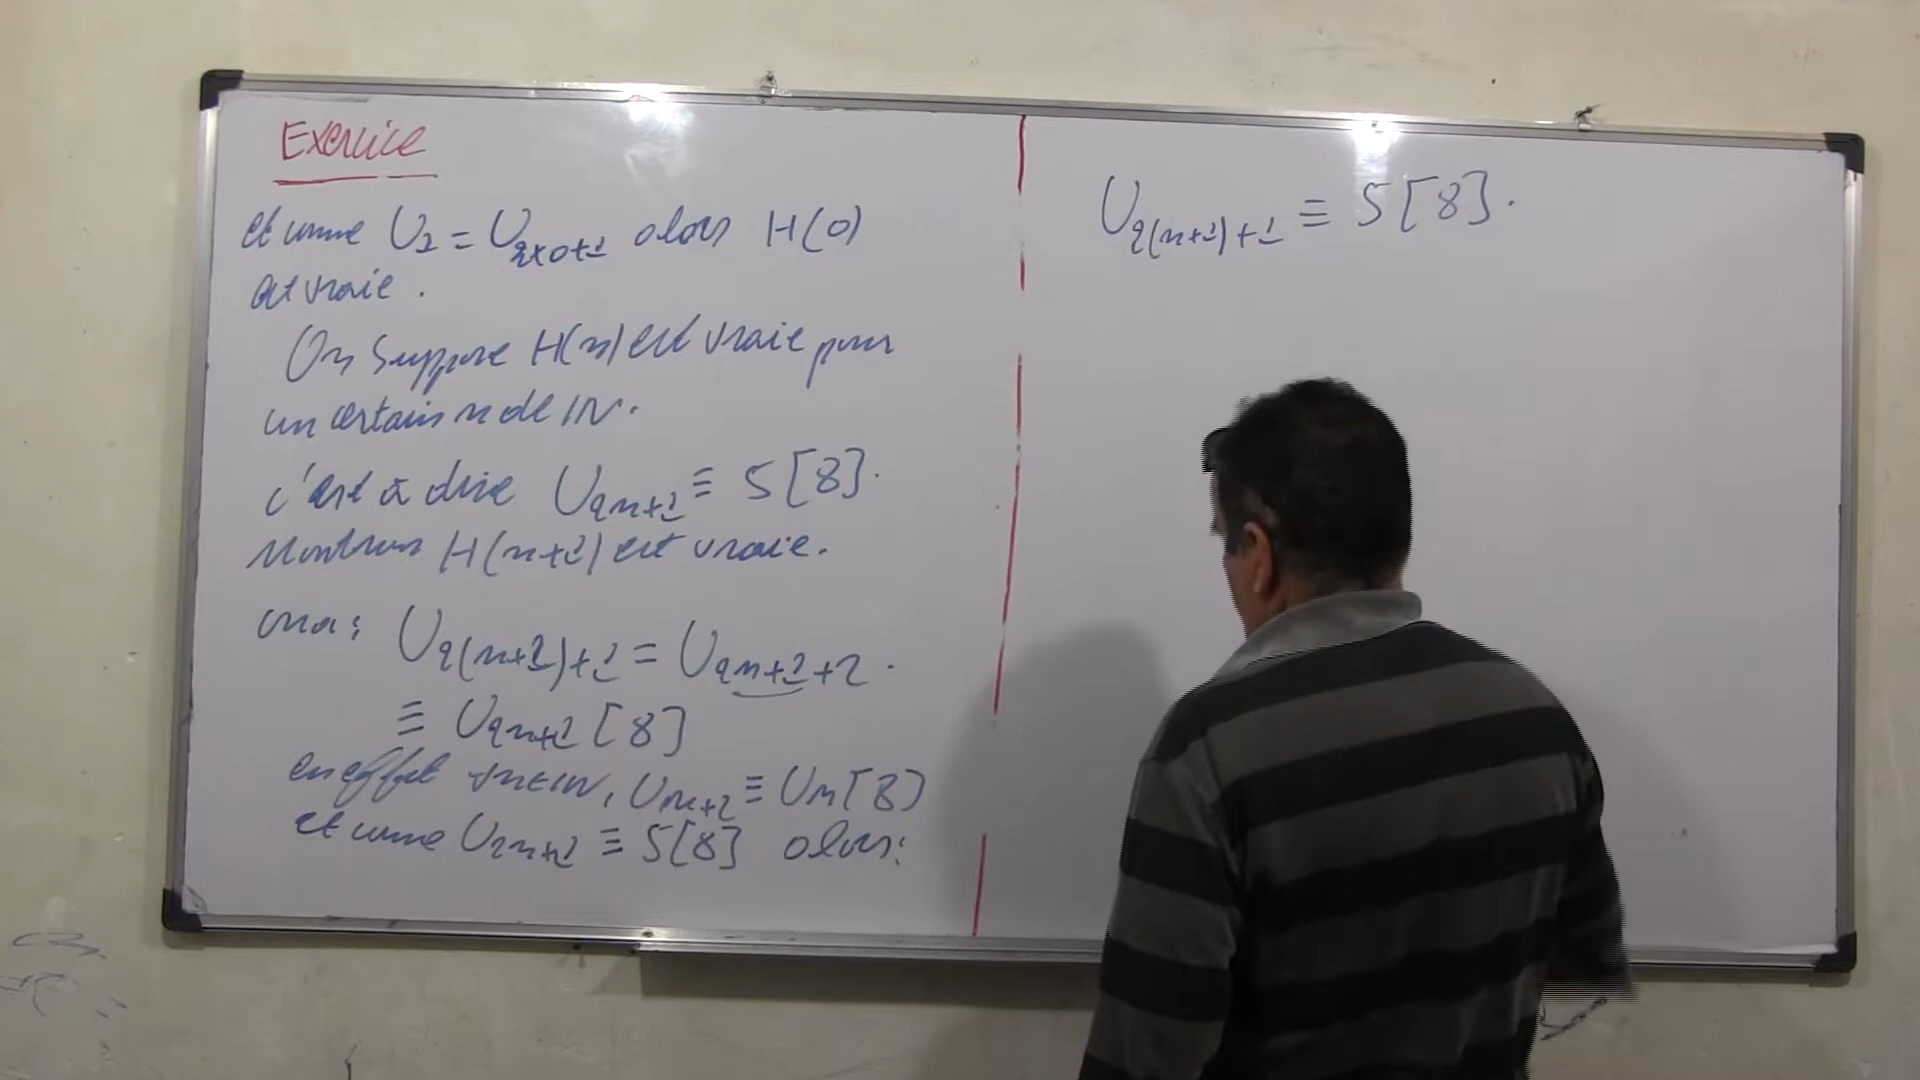 Exercice
et comme U₁ = U₂ₓ₀₊₁ alors H(0)
est vraie.
On suppose H(n) est vraie pour
un certain n de IN.
c'est à dire U₂ₙ₊₁ ≡ 5[8].
Montrons H(n+1) est vraie.
on a : U₂₍ₙ₊₁₎₊₁ = U₂ₙ₊₁₊₂.
≡ U₂ₙ₊₁ [8]
en effet ∀n∈IN, Uₙ₊₂ ≡ Uₙ[8]
et comme U₂ₙ₊₁ ≡ 5[8] alors:
U₂₍ₙ₊₁₎₊₁ ≡ 5[8].